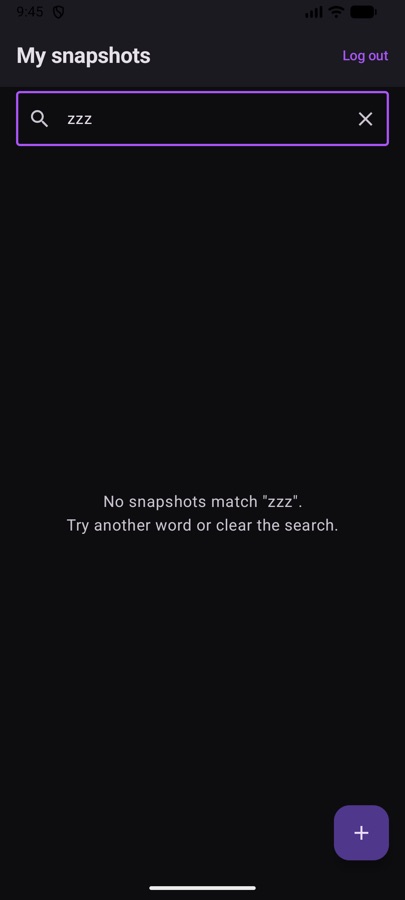 9:45
My snapshots
Log out
zzz
No snapshots match "zzz".
Try another word or clear the search.